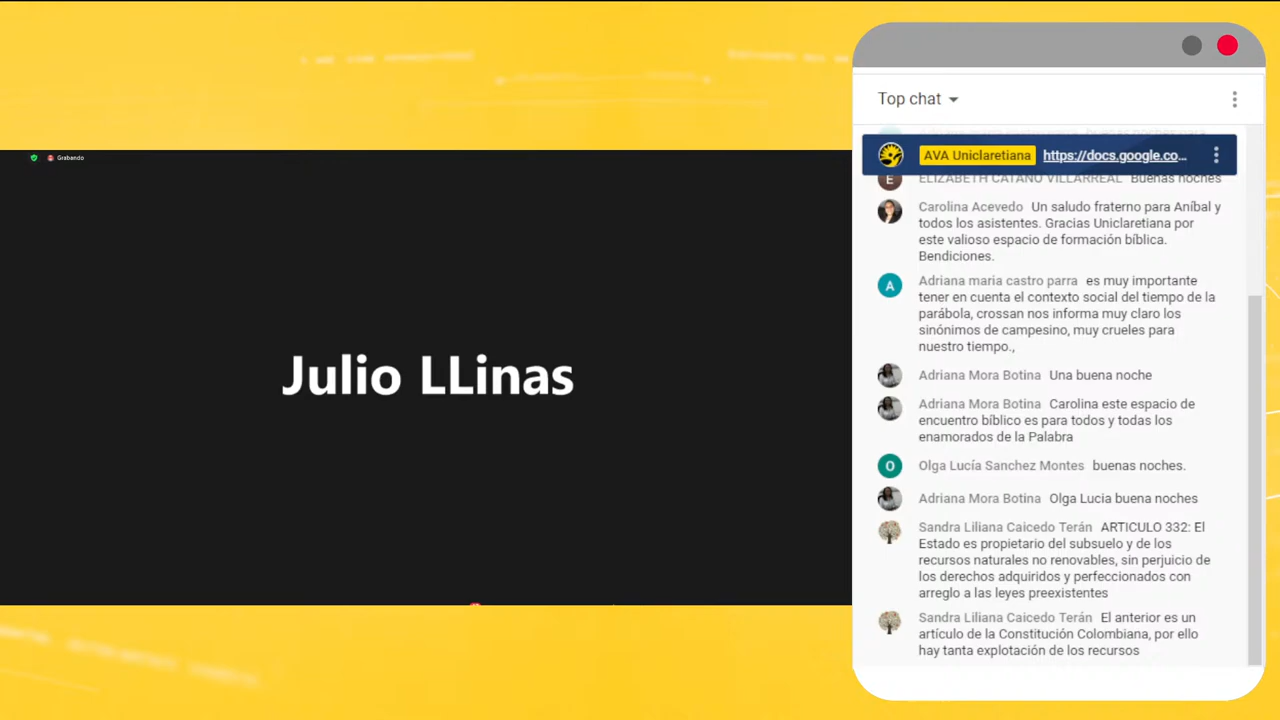 Grabando
Julio LLinas
Top chat
AVA Uniclaretiana https://docs.google.co...
ELIZABETH CATAÑO VILLARREAL Buenas noches
Carolina Acevedo Un saludo fraterno para Aníbal y
todos los asistentes. Gracias Uniclaretiana por
este valioso espacio de formación bíblica.
Bendiciones.
A
Adriana maria castro parra es muy importante
tener en cuenta el contexto social del tiempo de la
parábola, crossan nos informa muy claro los
sinónimos de campesino, muy crueles para
nuestro tiempo.,
Adriana Mora Botina Una buena noche
Adriana Mora Botina Carolina este espacio de
encuentro bíblico es para todos y todas los
enamorados de la Palabra
O
Olga Lucía Sanchez Montes buenas noches.
Adriana Mora Botina Olga Lucia buena noches
Sandra Liliana Caicedo Terán ARTICULO 332: El
Estado es propietario del subsuelo y de los
recursos naturales no renovables, sin perjuicio de
los derechos adquiridos y perfeccionados con
arreglo a las leyes preexistentes
Sandra Liliana Caicedo Terán El anterior es un
artículo de la Constitución Colombiana, por ello
hay tanta explotación de los recursos